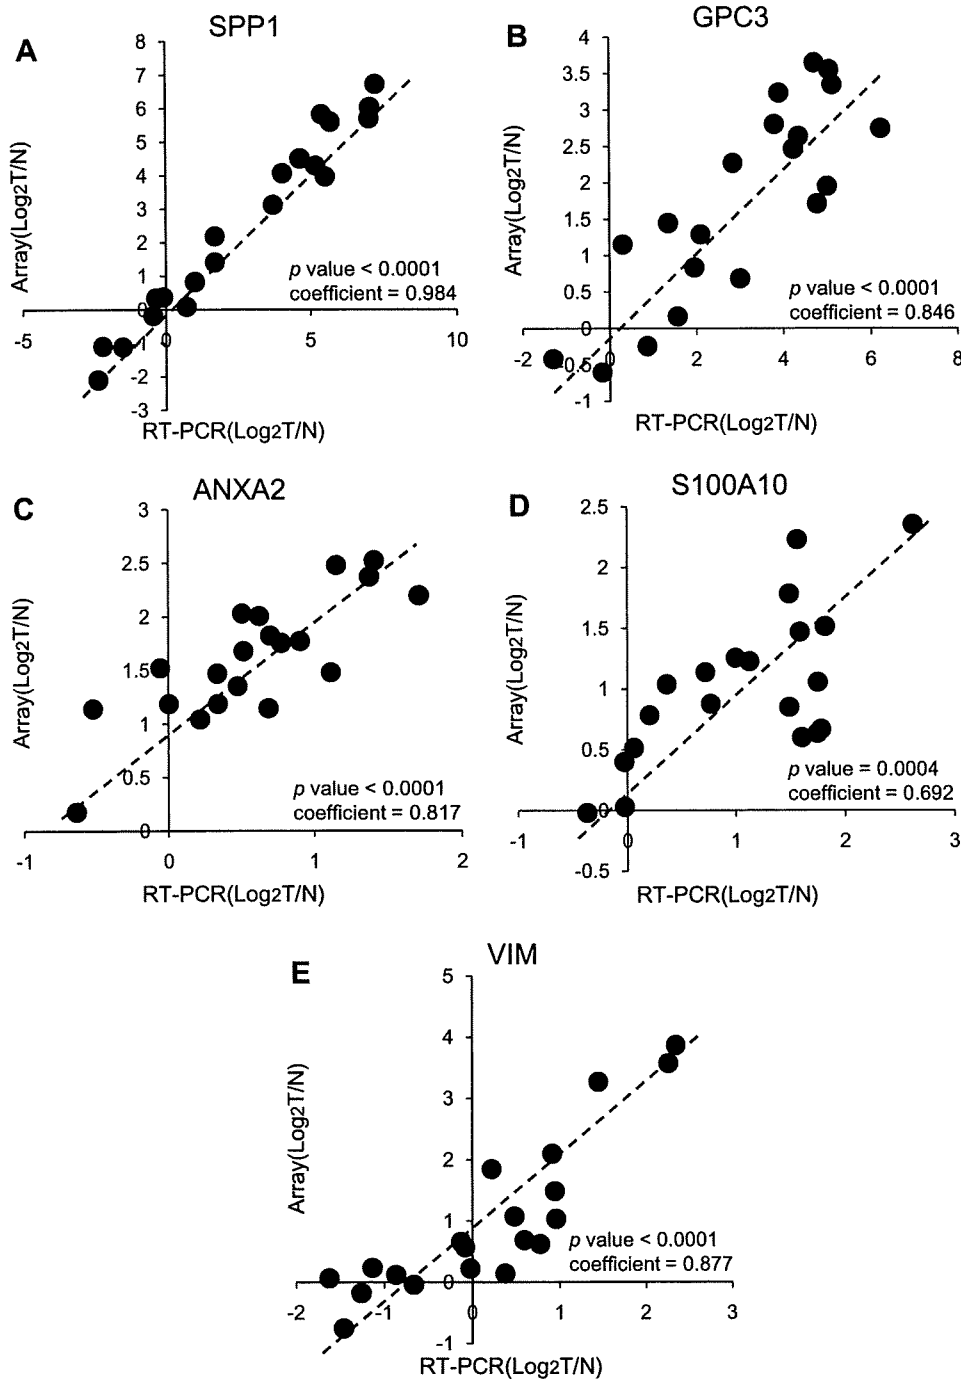 A
SPP1
8
7
6
5
4
3
2
1
0
-1
-2
-3
-5
0
5
10
Array(Log2T/N)
p value < 0.0001
coefficient = 0.984
RT-PCR(Log2T/N)
B
GPC3
4
3.5
3
2.5
2
1.5
1
0.5
0
-0.5
-1
-2
0
2
4
6
8
Array(Log2T/N)
p value < 0.0001
coefficient = 0.846
RT-PCR(Log2T/N)
C
ANXA2
3
2.5
2
1.5
1
0.5
0
-1
0
1
2
Array(Log2T/N)
p value < 0.0001
coefficient = 0.817
RT-PCR(Log2T/N)
D
S100A10
2.5
2
1.5
1
0.5
0
-0.5
-1
0
1
2
3
Array(Log2T/N)
p value = 0.0004
coefficient = 0.692
RT-PCR(Log2T/N)
E
VIM
5
4
3
2
1
0
-1
-2
-1
0
1
2
3
Array(Log2T/N)
p value < 0.0001
coefficient = 0.877
RT-PCR(Log2T/N)